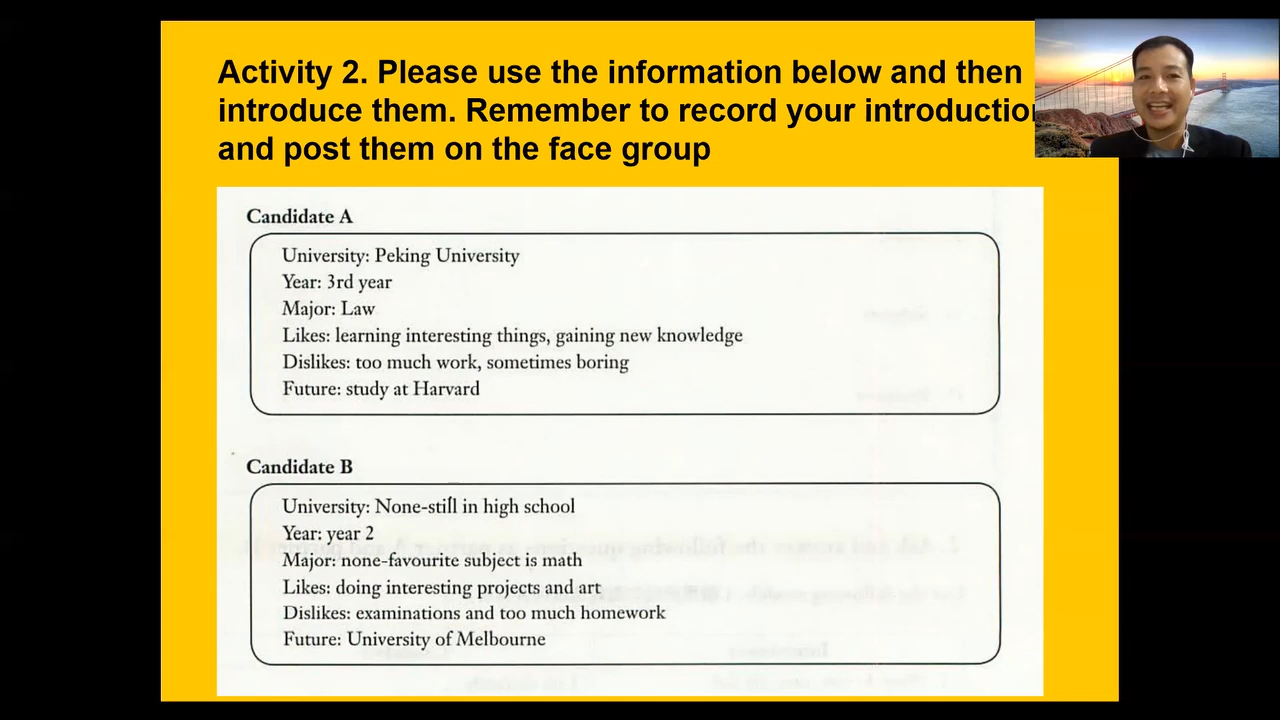 Activity 2. Please use the information below and then
introduce them. Remember to record your introduction
and post them on the face group
Candidate A
University: Peking University
Year: 3rd year
Major: Law
Likes: learning interesting things, gaining new knowledge
Dislikes: too much work, sometimes boring
Future: study at Harvard
Candidate B
University: None-still in high school
Year: year 2
Major: none-favourite subject is math
Likes: doing interesting projects and art
Dislikes: examinations and too much homework
Future: University of Melbourne